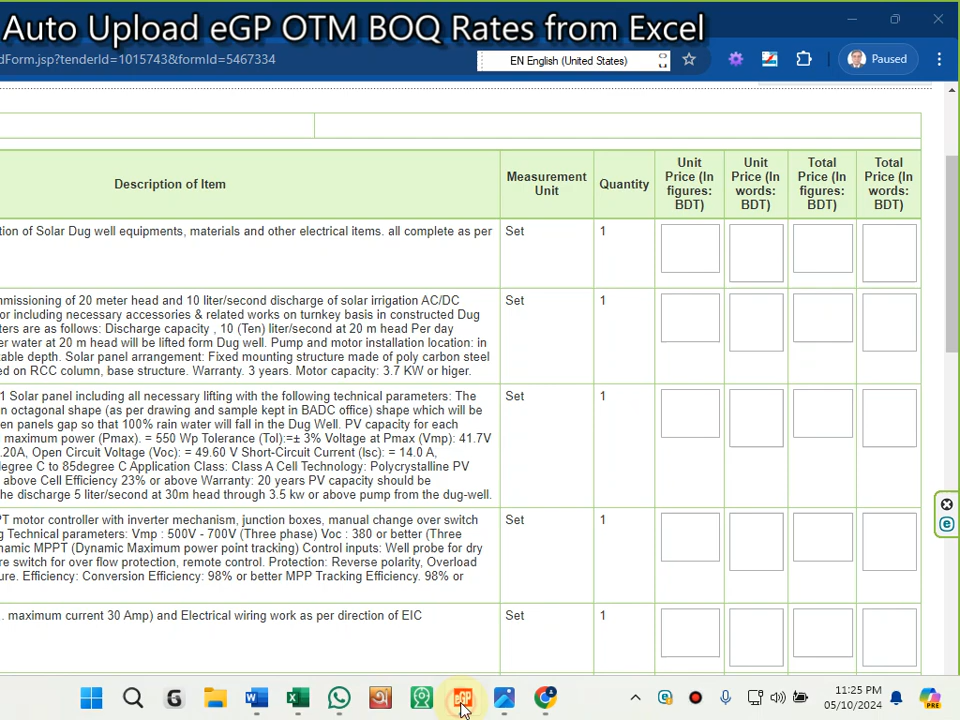 Auto Upload eGP OTM BOQ Rates from Excel
dForm.jsp?tenderId=1015743&formId=5467334
EN English (United States)
Paused
Description of Item
Measurement
Unit
Quantity
Unit
Price (In
figures:
BDT)
Unit
Price (In
words:
BDT)
Total
Price (In
figures:
BDT)
Total
Price (In
words:
BDT)
tion of Solar Dug well equipments, materials and other electrical items. all complete as per
Set
1
nmissioning of 20 meter head and 10 liter/second discharge of solar irrigation AC/DC
or including necessary accessories & related works on turnkey basis in constructed Dug
ters are as follows: Discharge capacity , 10 (Ten) liter/second at 20 m head Per day
er water at 20 m head will be lifted form Dug well. Pump and motor installation location: in
table depth. Solar panel arrangement: Fixed mounting structure made of poly carbon steel
ed on RCC column, base structure. Warranty. 3 years. Motor capacity: 3.7 KW or higer.
Set
1
1 Solar panel including all necessary lifting with the following technical parameters: The
n octagonal shape (as per drawing and sample kept in BADC office) shape which will be
en panels gap so that 100% rain water will fall in the Dug Well. PV capacity for each
maximum power (Pmax). = 550 Wp Tolerance (Tol):=± 3% Voltage at Pmax (Vmp): 41.7V
.20A, Open Circuit Voltage (Voc): = 49.60 V Short-Circuit Current (Isc): = 14.0 A,
degree C to 85degree C Application Class: Class A Cell Technology: Polycrystalline PV
above Cell Efficiency 23% or above Warranty: 20 years PV capacity should be
he discharge 5 liter/second at 30m head through 3.5 kw or above pump from the dug-well.
Set
1
PT motor controller with inverter mechanism, junction boxes, manual change over switch
g Technical parameters: Vmp : 500V - 700V (Three phase) Voc : 380 or better (Three
namic MPPT (Dynamic Maximum power point tracking) Control inputs: Well probe for dry
re switch for over flow protection, remote control. Protection: Reverse polarity, Overload
ure. Efficiency: Conversion Efficiency: 98% or better MPP Tracking Efficiency. 98% or
Set
1
. maximum current 30 Amp) and Electrical wiring work as per direction of EIC
Set
1
eGP
11:25 PM
05/10/2024
PRE